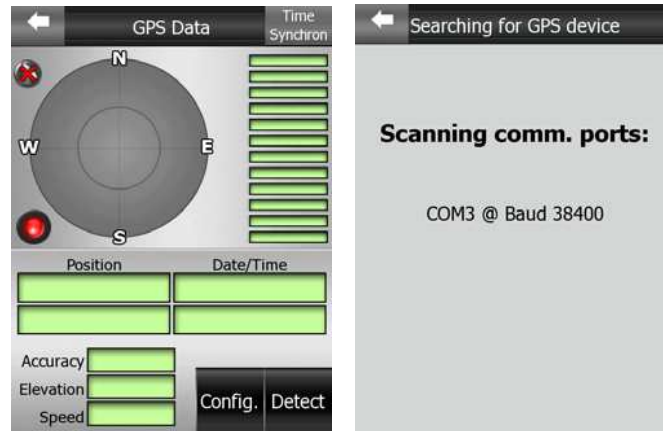 GPS Data
Time
Synchron
N
W
E
S
Position
Date/Time
Accuracy
Elevation
Speed
Config.
Detect
Searching for GPS device
Scanning comm. ports:
COM3 @ Baud 38400